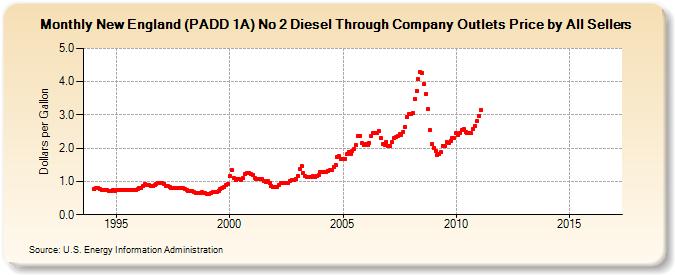 Monthly New England (PADD 1A) No 2 Diesel Through Company Outlets Price by All Sellers
Dollars per Gallon
5.0
4.0
3.0
2.0
1.0
0.0
1995 2000 2005 2010 2015
Source: U.S. Energy Information Administration